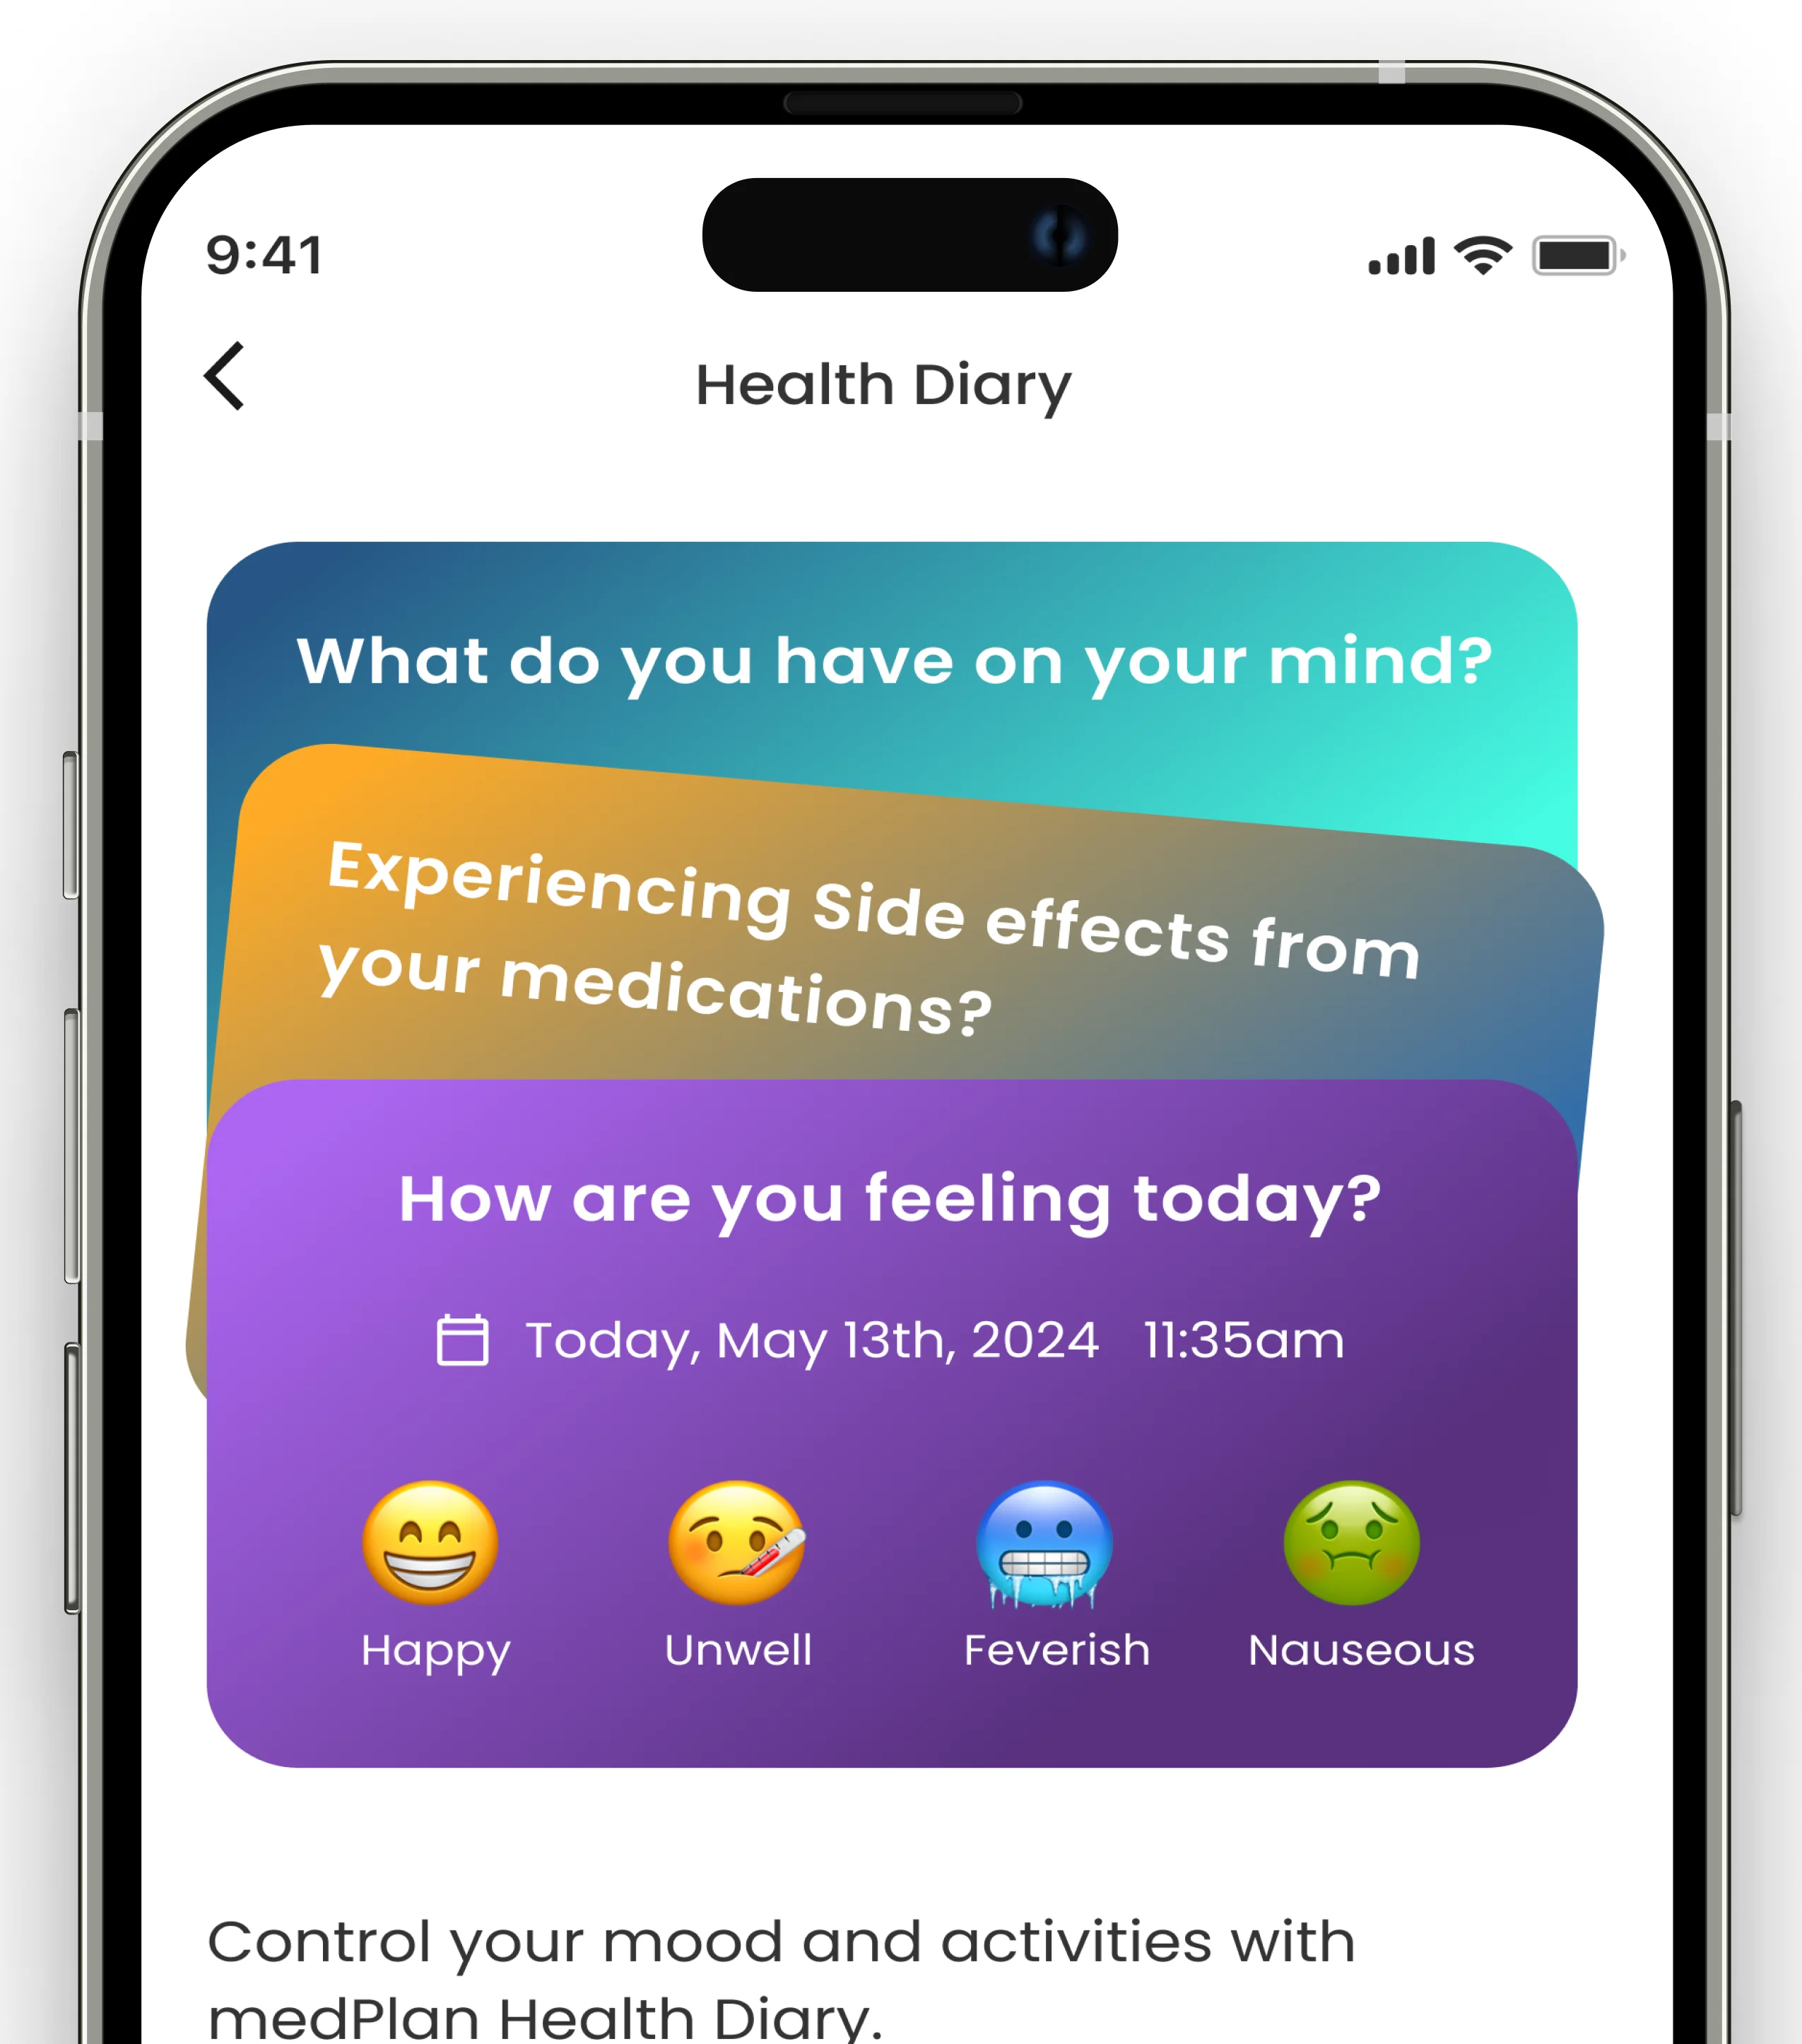 9:41
Health Diary
What do you have on your mind?
Experiencing Side effects from
your medications?
How are you feeling today?
Today, May 13th, 2024 11:35am
Happy Unwell Feverish Nauseous
Control your mood and activities with
medPlan Health Diary.